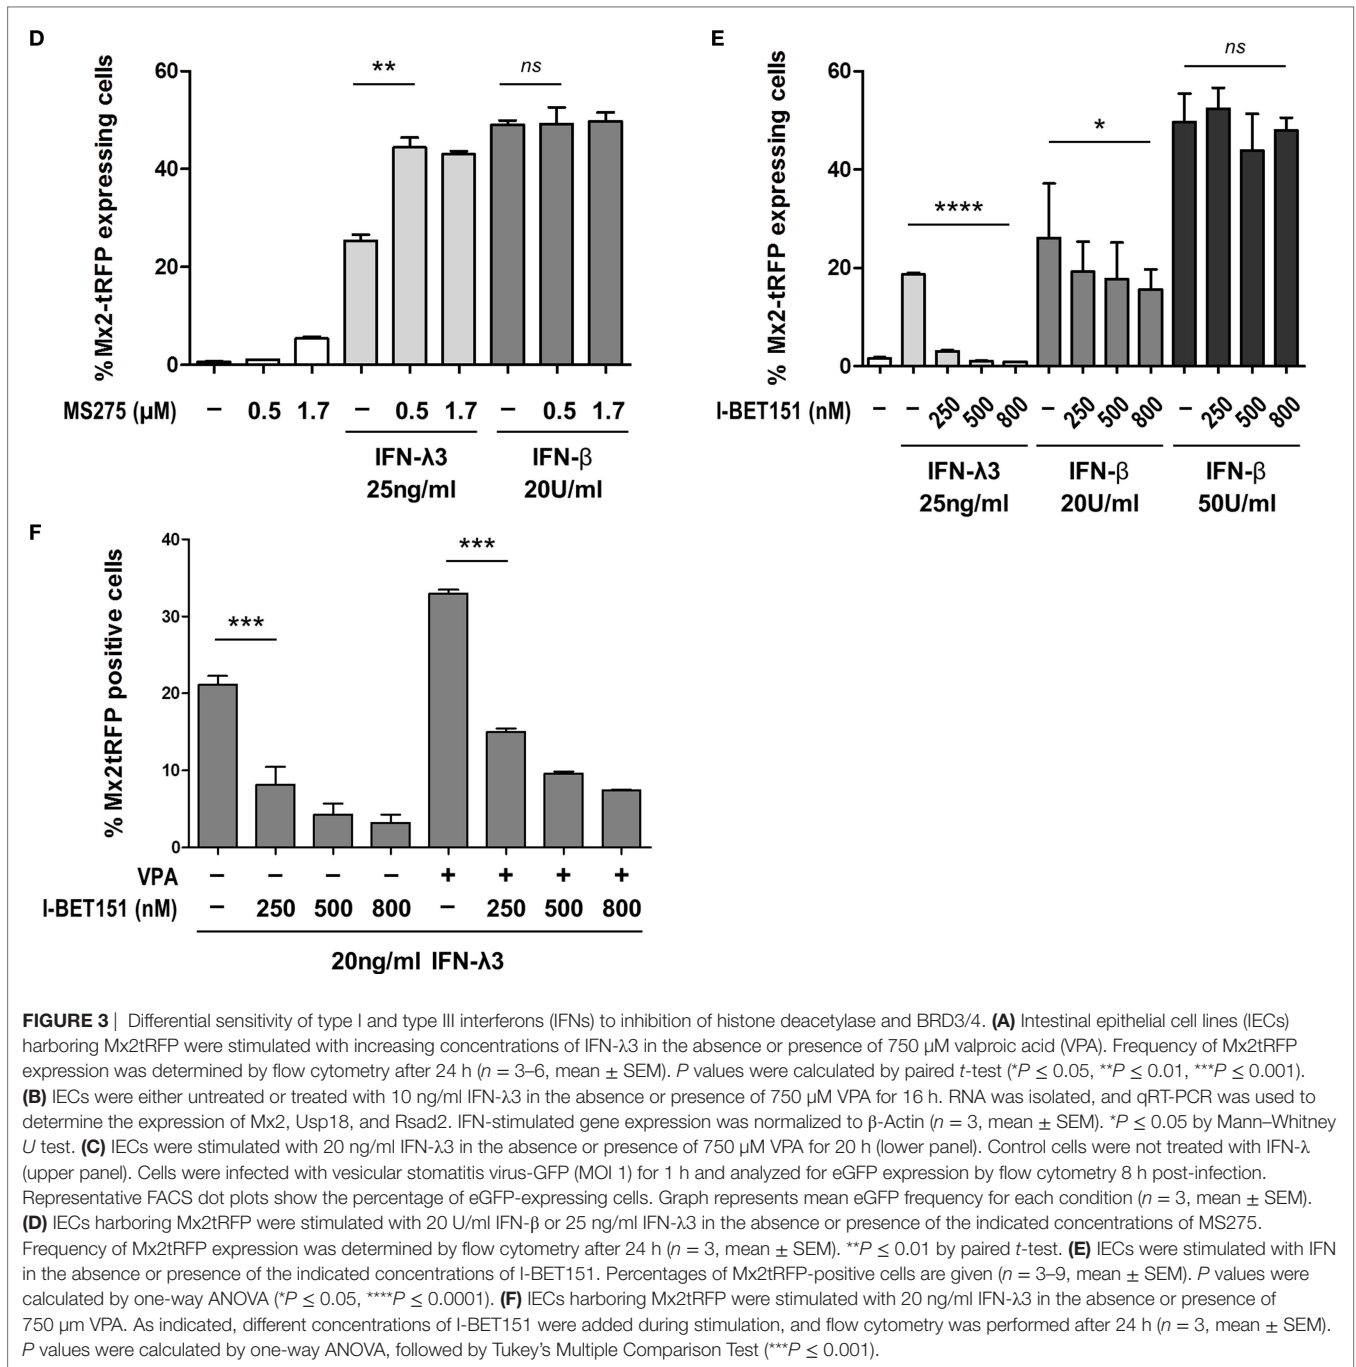 D
% Mx2-tRFP expressing cells
60
40
20
0
**
ns
MS275 (µM)
– 0.5 1.7 – 0.5 1.7 – 0.5 1.7
IFN-λ3 IFN-β
25ng/ml 20U/ml
E
% Mx2-tRFP expressing cells
60
40
20
0
****
*
ns
I-BET151 (nM)
– – 250 500 800 – 250 500 800 – 250 500 800
IFN-λ3 IFN-β IFN-β
25ng/ml 20U/ml 50U/ml
F
% Mx2tRFP positive cells
40
30
20
10
0
***
***
VPA – – – – + + + +
I-BET151 (nM) – 250 500 800 – 250 500 800
20ng/ml IFN-λ3
FIGURE 3 | Differential sensitivity of type I and type III interferons (IFNs) to inhibition of histone deacetylase and BRD3/4. (A) Intestinal epithelial cell lines (IECs)
harboring Mx2tRFP were stimulated with increasing concentrations of IFN-λ3 in the absence or presence of 750 µM valproic acid (VPA). Frequency of Mx2tRFP
expression was determined by flow cytometry after 24 h (n = 3–6, mean ± SEM). P values were calculated by paired t-test (*P ≤ 0.05, **P ≤ 0.01, ***P ≤ 0.001).
(B) IECs were either untreated or treated with 10 ng/ml IFN-λ3 in the absence or presence of 750 µM VPA for 16 h. RNA was isolated, and qRT-PCR was used to
determine the expression of Mx2, Usp18, and Rsad2. IFN-stimulated gene expression was normalized to β-Actin (n = 3, mean ± SEM). *P ≤ 0.05 by Mann–Whitney
U test. (C) IECs were stimulated with 20 ng/ml IFN-λ3 in the absence or presence of 750 µM VPA for 20 h (lower panel). Control cells were not treated with IFN-λ
(upper panel). Cells were infected with vesicular stomatitis virus-GFP (MOI 1) for 1 h and analyzed for eGFP expression by flow cytometry 8 h post-infection.
Representative FACS dot plots show the percentage of eGFP-expressing cells. Graph represents mean eGFP frequency for each condition (n = 3, mean ± SEM).
(D) IECs harboring Mx2tRFP were stimulated with 20 U/ml IFN-β or 25 ng/ml IFN-λ3 in the absence or presence of the indicated concentrations of MS275.
Frequency of Mx2tRFP expression was determined by flow cytometry after 24 h (n = 3, mean ± SEM). **P ≤ 0.01 by paired t-test. (E) IECs were stimulated with IFN
in the absence or presence of the indicated concentrations of I-BET151. Percentages of Mx2tRFP-positive cells are given (n = 3–9, mean ± SEM). P values were
calculated by one-way ANOVA (*P ≤ 0.05, ****P ≤ 0.0001). (F) IECs harboring Mx2tRFP were stimulated with 20 ng/ml IFN-λ3 in the absence or presence of
750 µm VPA. As indicated, different concentrations of I-BET151 were added during stimulation, and flow cytometry was performed after 24 h (n = 3, mean ± SEM).
P values were calculated by one-way ANOVA, followed by Tukey's Multiple Comparison Test (***P ≤ 0.001).